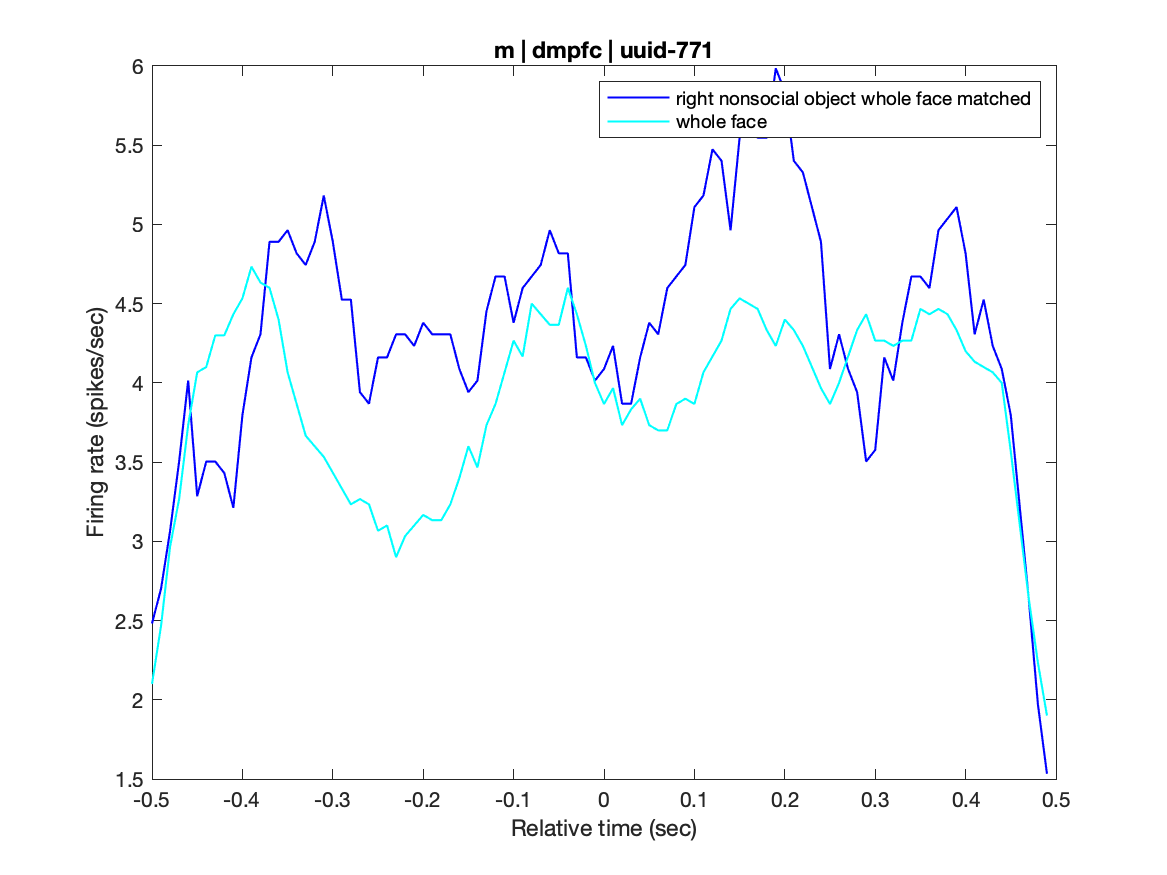 m | dmpfc | uuid-771
right nonsocial object whole face matched
whole face
6
5.5
5
4.5
4
3.5
3
2.5
2
1.5
Firing rate (spikes/sec)
-0.5 -0.4 -0.3 -0.2 -0.1 0 0.1 0.2 0.3 0.4 0.5
Relative time (sec)